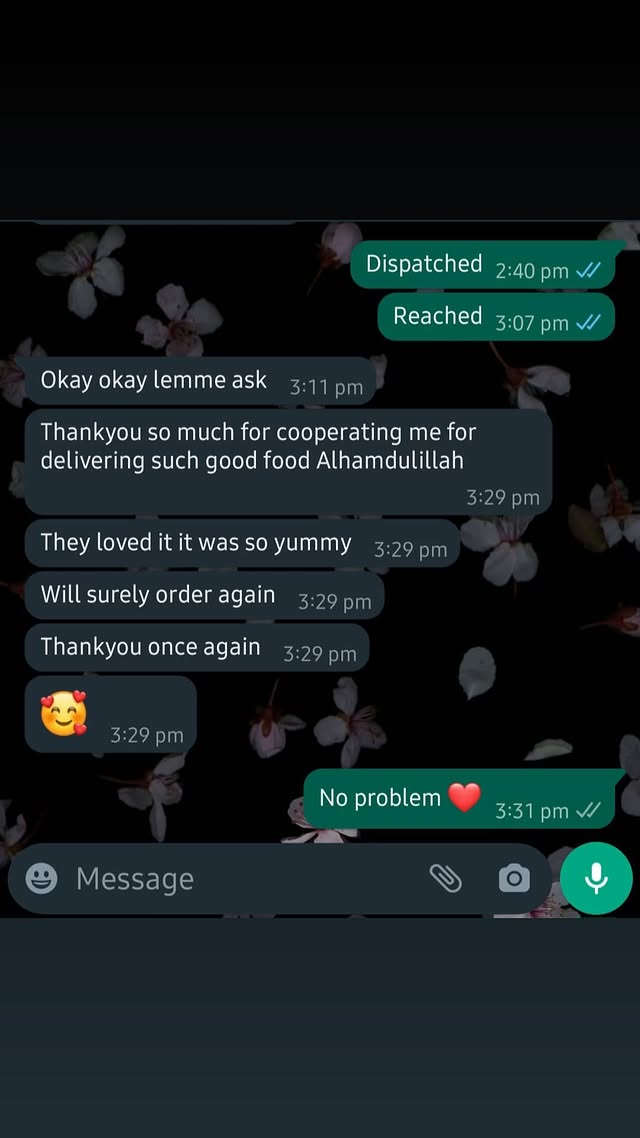 Dispatched 2:40 pm
Reached 3:07 pm
Okay okay lemme ask 3:11 pm
Thankyou so much for cooperating me for
delivering such good food Alhamdulillah
3:29 pm
They loved it it was so yummy 3:29 pm
Will surely order again 3:29 pm
Thankyou once again 3:29 pm
🥰 3:29 pm
No problem ❤️ 3:31 pm
Message